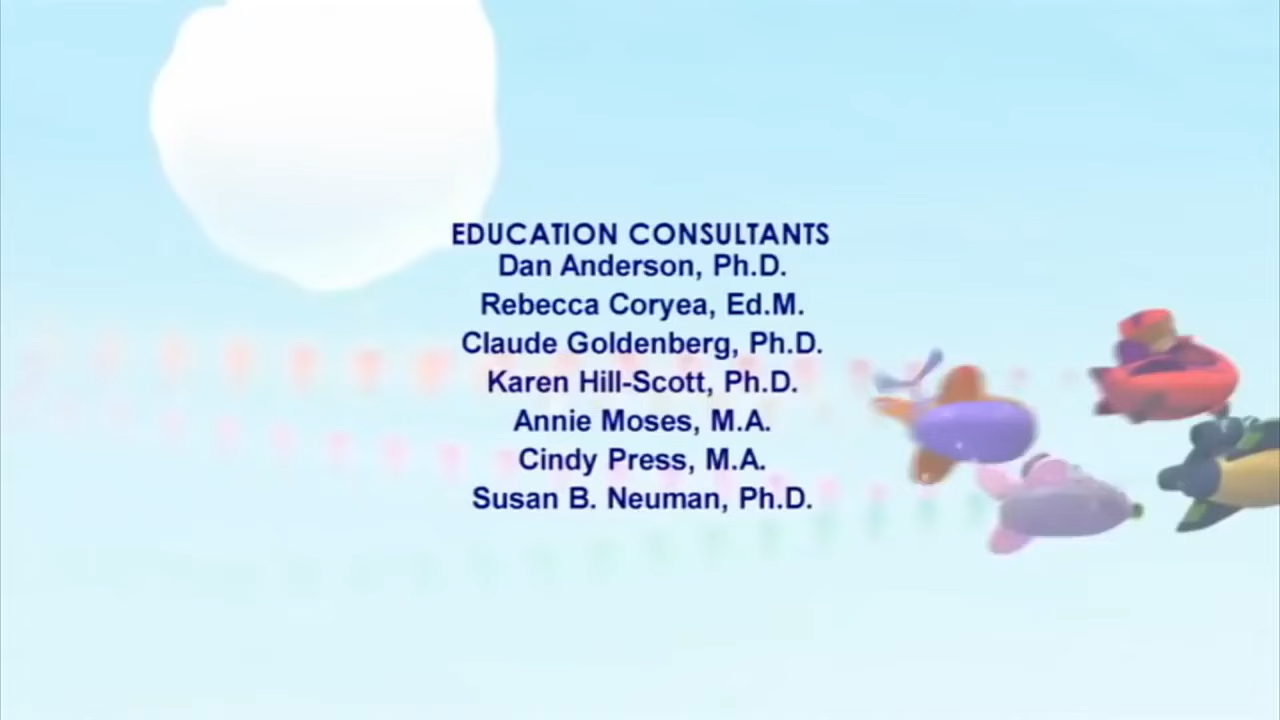 EDUCATION CONSULTANTS
Dan Anderson, Ph.D.
Rebecca Coryea, Ed.M.
Claude Goldenberg, Ph.D.
Karen Hill-Scott, Ph.D.
Annie Moses, M.A.
Cindy Press, M.A.
Susan B. Neuman, Ph.D.